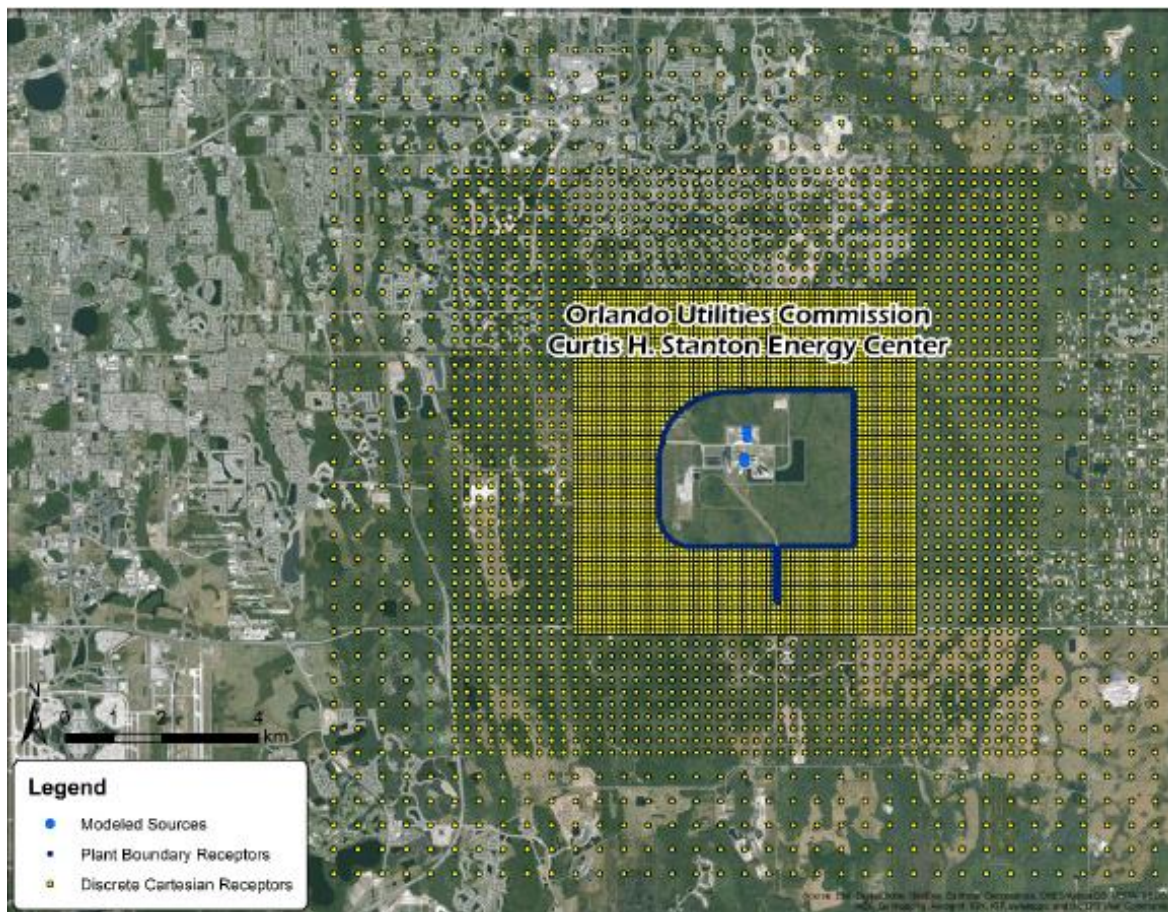 Orlando Utilities Commission
Curtis H. Stanton Energy Center
N
0 1 2 4
km
Legend
Modeled Sources
Plant Boundary Receptors
Discrete Cartesian Receptors